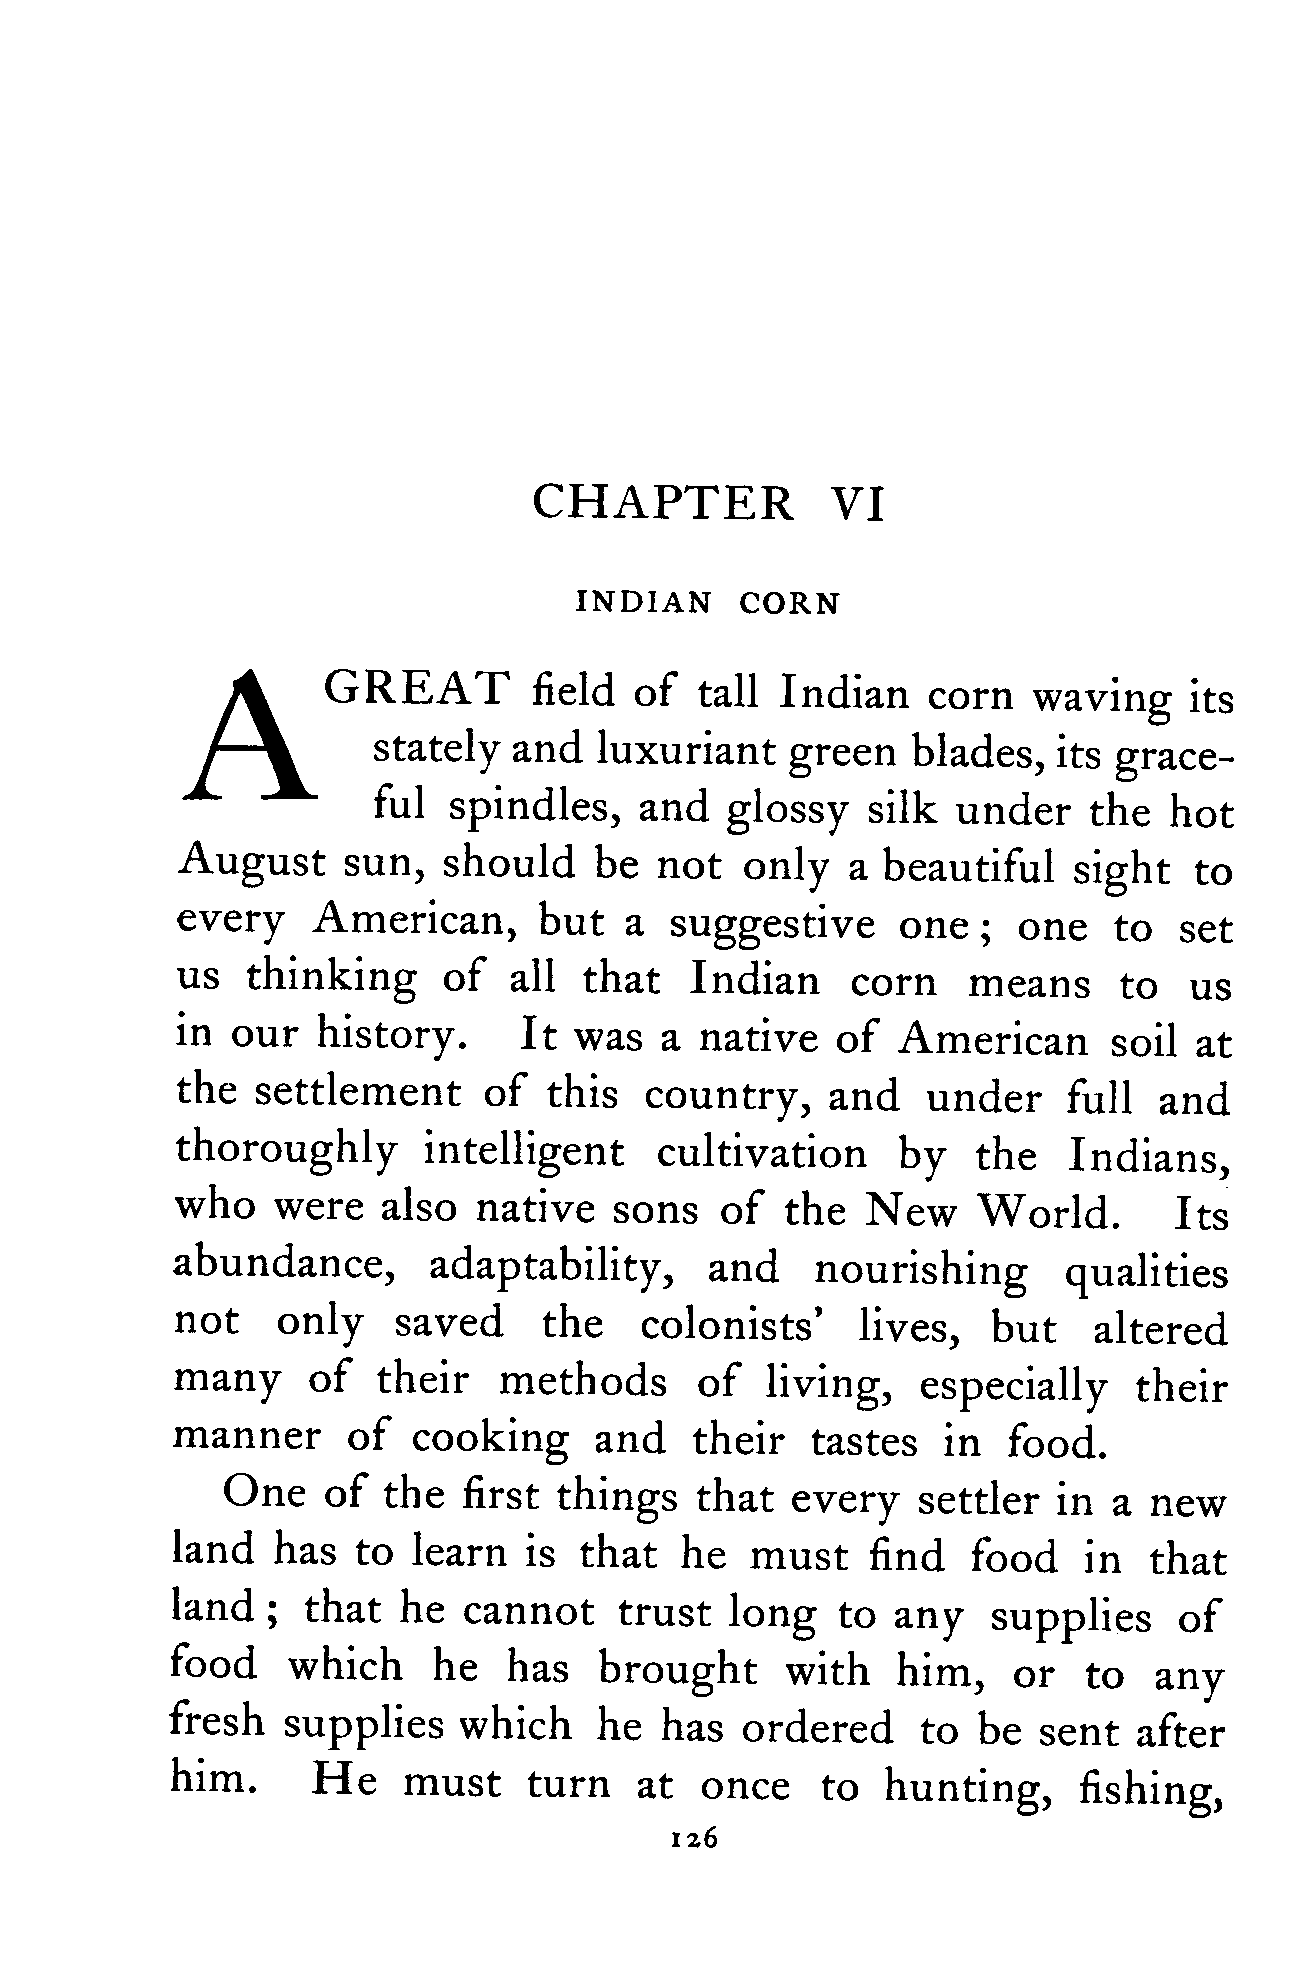 CHAPTER VI
INDIAN CORN
A GREAT field of tall Indian corn waving its
stately and luxuriant green blades, its grace-
ful spindles, and glossy silk under the hot
August sun, should be not only a beautiful sight to
every American, but a suggestive one; one to set
us thinking of all that Indian corn means to us
in our history. It was a native of American soil at
the settlement of this country, and under full and
thoroughly intelligent cultivation by the Indians,
who were also native sons of the New World. Its
abundance, adaptability, and nourishing qualities
not only saved the colonists' lives, but altered
many of their methods of living, especially their
manner of cooking and their tastes in food.
One of the first things that every settler in a new
land has to learn is that he must find food in that
land; that he cannot trust long to any supplies of
food which he has brought with him, or to any
fresh supplies which he has ordered to be sent after
him. He must turn at once to hunting, fishing,
126